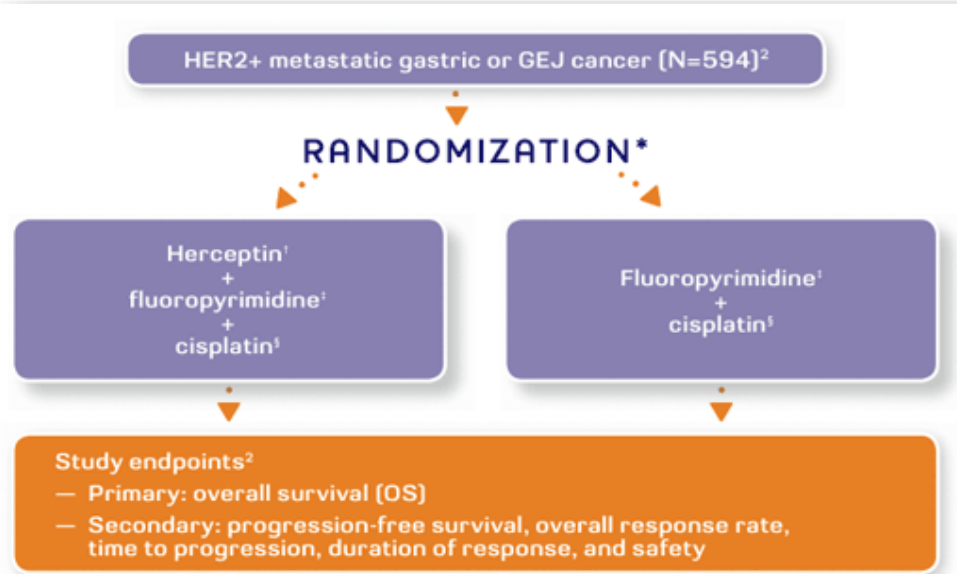 HER2+ metastatic gastric or GEJ cancer (N=594)²
RANDOMIZATION*
Herceptin†
+
fluoropyrimidine‡
+
cisplatin§
Fluoropyrimidine‡
+
cisplatin§
Study endpoints²
— Primary: overall survival (OS)
— Secondary: progression-free survival, overall response rate,
time to progression, duration of response, and safety